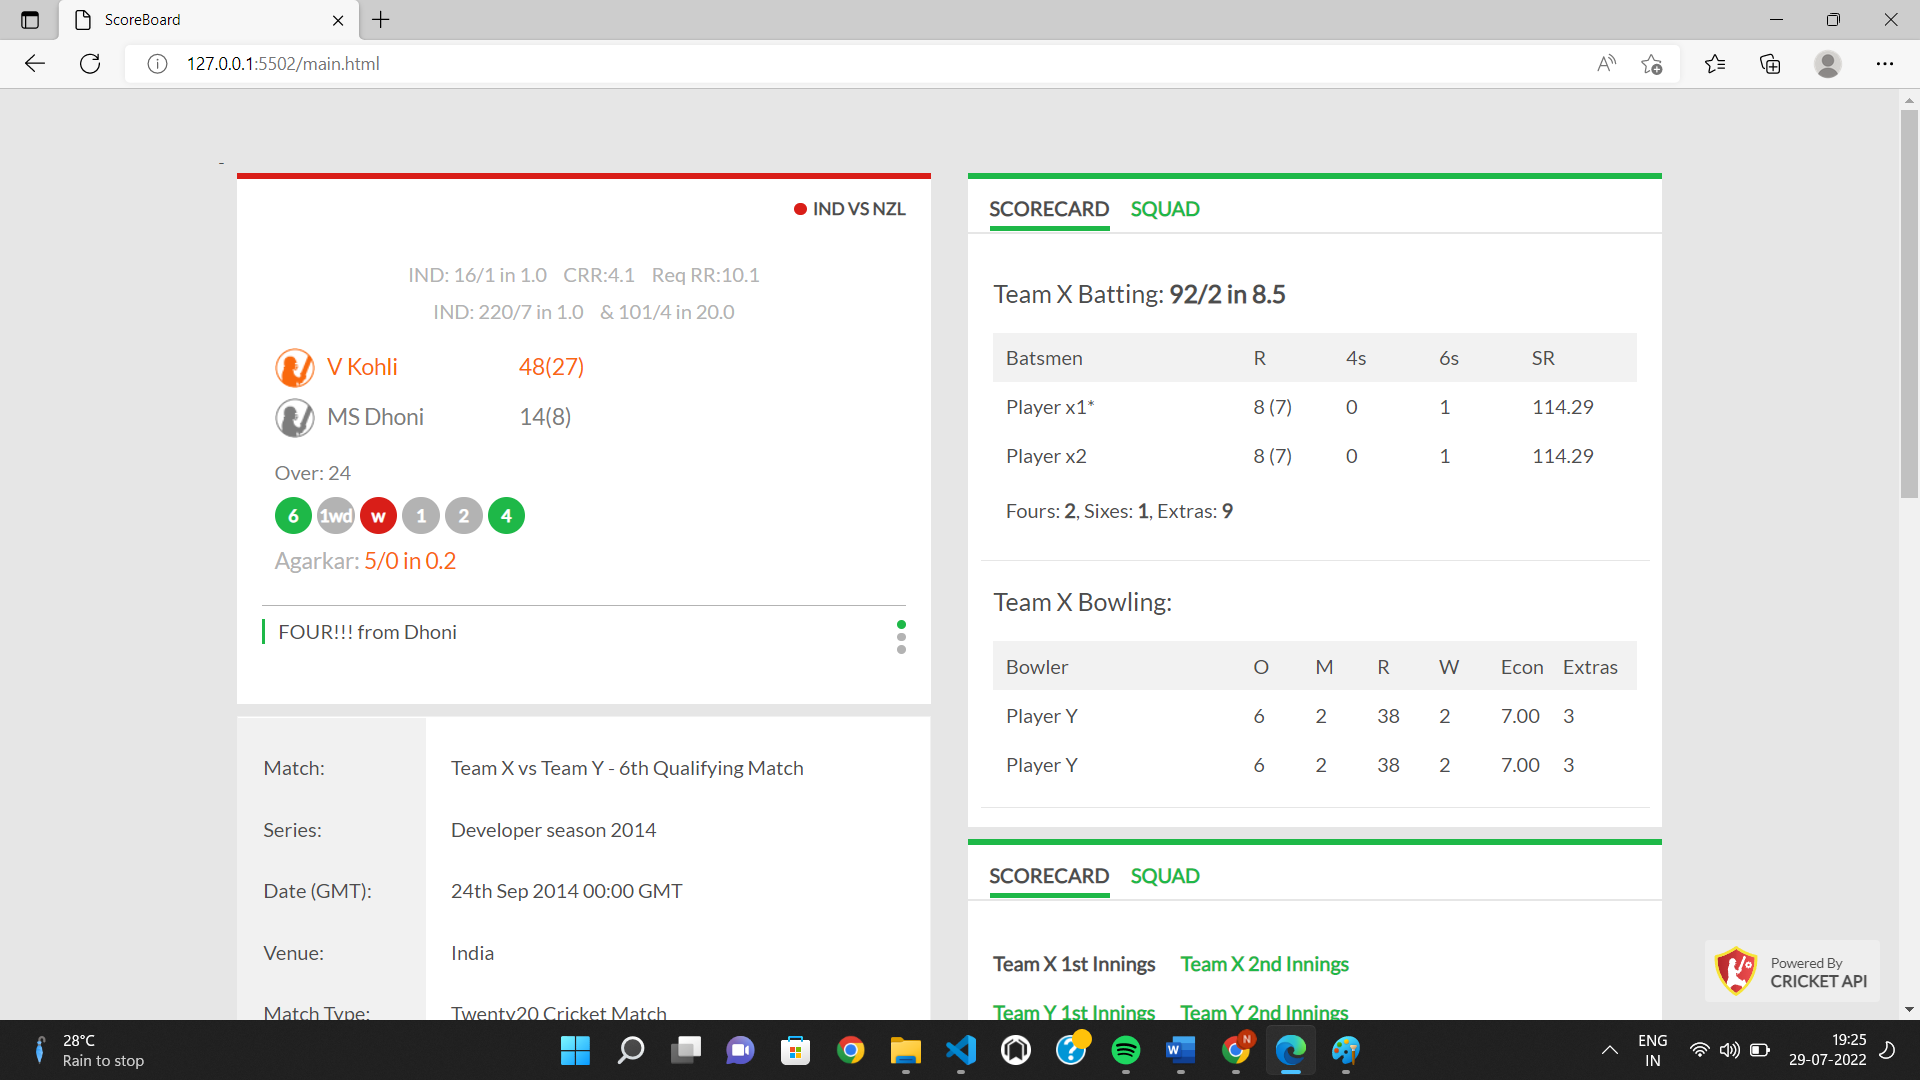 ScoreBoard
127.0.0.1:5502/main.html
-
IND VS NZL
IND: 16/1 in 1.0 CRR:4.1 Req RR:10.1
IND: 220/7 in 1.0 & 101/4 in 20.0
V Kohli 48(27)
MS Dhoni 14(8)
Over: 24
6 1wd w 1 2 4
Agarkar: 5/0 in 0.2
FOUR!!! from Dhoni
Match: Team X vs Team Y - 6th Qualifying Match
Series: Developer season 2014
Date (GMT): 24th Sep 2014 00:00 GMT
Venue: India
Match Type: Twenty20 Cricket Match
SCORECARD SQUAD
Team X Batting: 92/2 in 8.5
Batsmen R 4s 6s SR
Player x1* 8 (7) 0 1 114.29
Player x2 8 (7) 0 1 114.29
Fours: 2, Sixes: 1, Extras: 9
Team X Bowling:
Bowler O M R W Econ Extras
Player Y 6 2 38 2 7.00 3
Player Y 6 2 38 2 7.00 3
SCORECARD SQUAD
Team X 1st Innings Team X 2nd Innings
Team Y 1st Innings Team Y 2nd Innings
Powered By
CRICKET API
28°C
Rain to stop
W
N
ENG
IN
19:25
29-07-2022